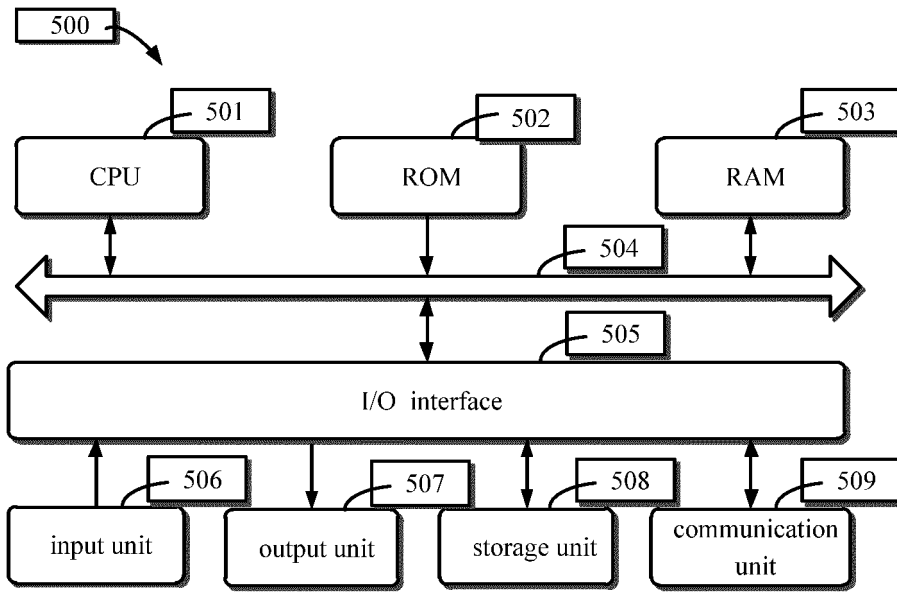 500
501
502
503
CPU
ROM
RAM
504
505
I/O interface
506
507
508
509
input unit
output unit
storage unit
communication
unit